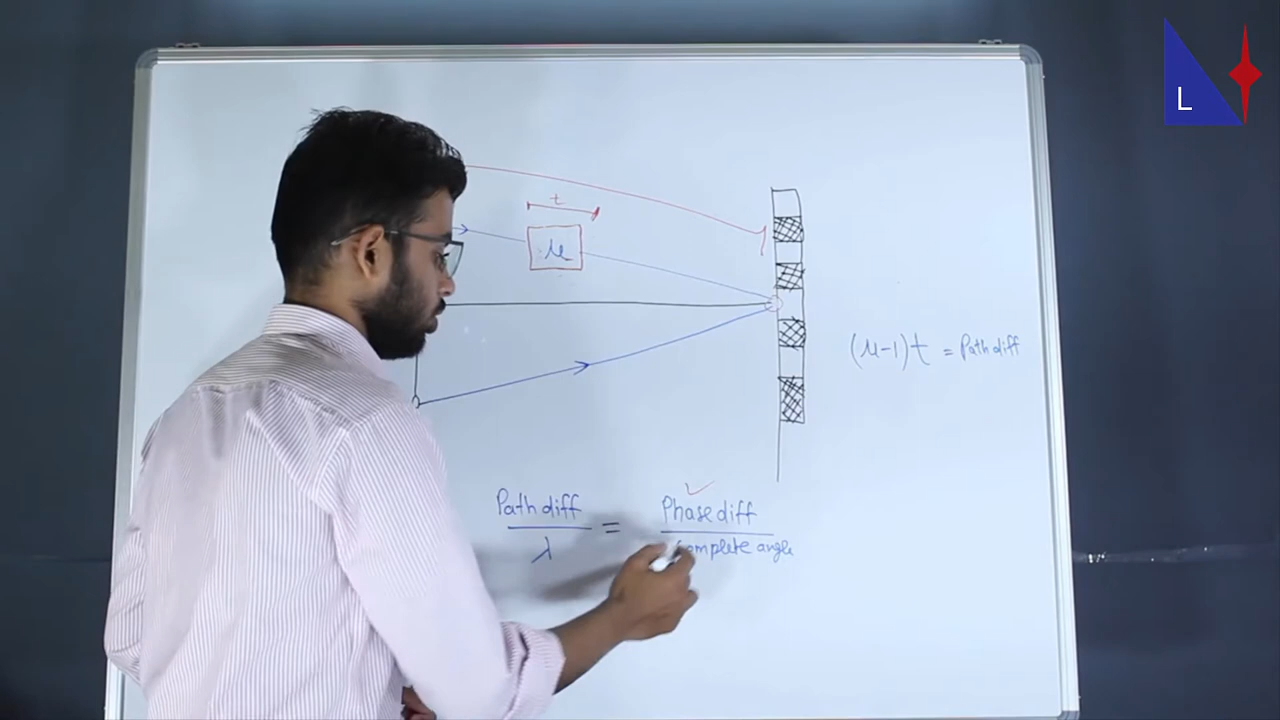 L
t
μ
(μ-1)t = Path diff
Path diff / λ = Phase diff / Complete angle